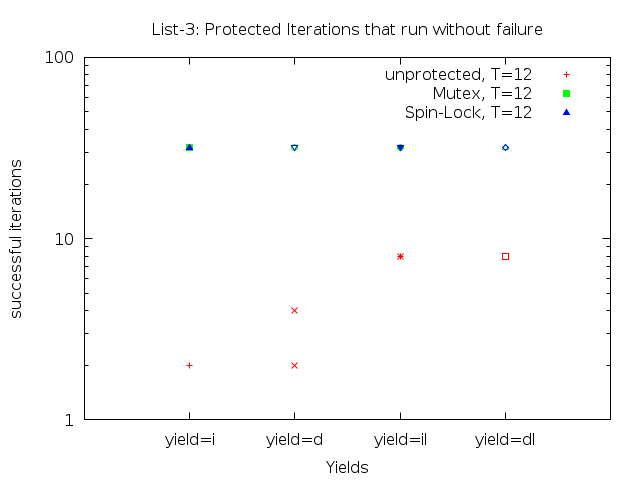 List-3: Protected Iterations that run without failure
100
unprotected, T=12
Mutex, T=12
Spin-Lock, T=12
successful iterations
10
1
yield=i yield=d yield=il yield=dl
Yields